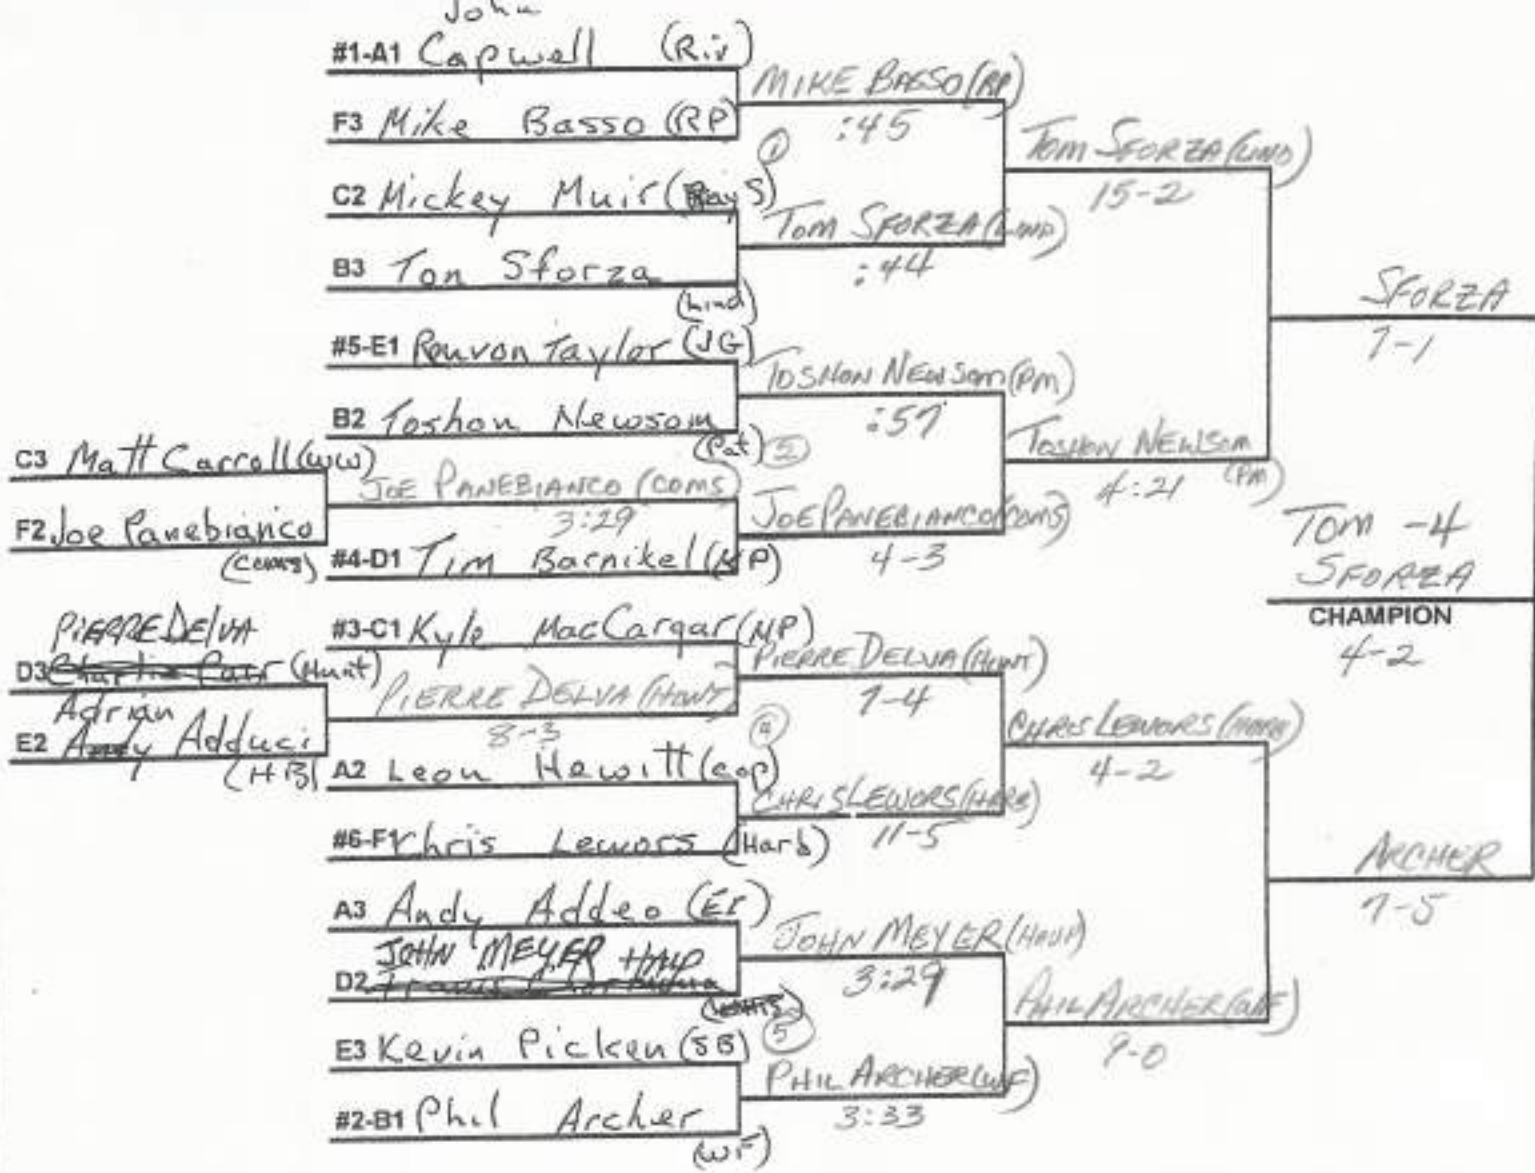 John
#1-A1 Capwell (Riv)
F3 Mike Basso (RP)
MIKE BASSO (RP)
:45
1
C2 Mickey Muir
B3 Ton Sforza
(Lind)
TOM SFORZA (LIND)
:44
TOM SFORZA (LIND)
15-2
#5-E1 Rouvon Taylor (JG)
B2 Toshon Newsom
(Pat)
TOSHON NEWSOM (PM)
:57
C3 Matt Carroll (WW)
F2 Joe Panebianco
(COMS)
JOE PANEBIANCO (COMS)
3:29
#4-D1 Tim Barnikel (MP)
JOE PANEBIANCO (COMS)
4-3
TOSHON NEWSOM
(PM)
4:21
SFORZA
7-1
TOM -4
SFORZA
CHAMPION
4-2
PIERRE DELVA
D3 (Hunt)
Adrian
E2 Andy Adduci
(HB)
#3-C1 Kyle MacCargar (MP)
PIERRE DELVA (HUNT)
8-3
PIERRE DELVA (HUNT)
7-4
A2 Leon Hewitt (Cop)
#6-F1 Chris Lewors (Harb)
CHRIS LEWORS (HARB)
11-5
CHRIS LEWORS (HARB)
4-2
A3 Andy Addeo (Er)
JOHN MEYER HAUP
D2
JOHN MEYER (HAUP)
3:29
5
E3 Kevin Picken (SB)
#2-B1 Phil Archer
(WF)
PHIL ARCHER (WF)
3:33
PHIL ARCHER (WF)
9-0
ARCHER
7-5